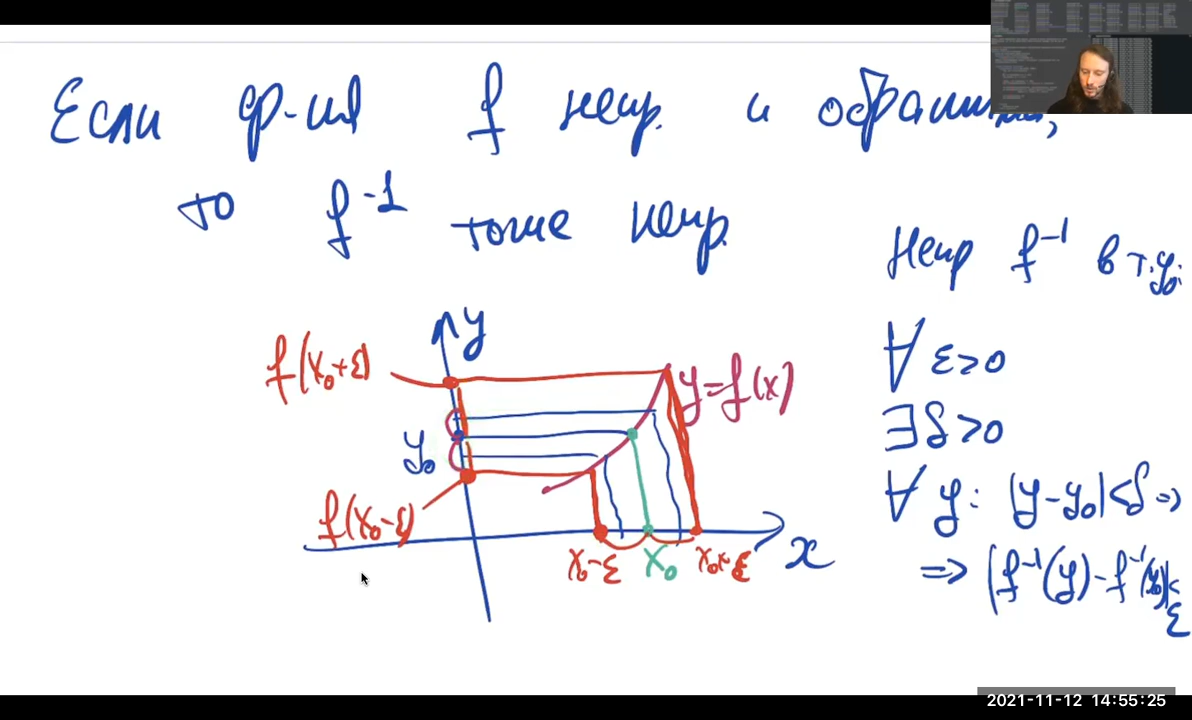 Если ф-ия f непр. и обратима,
то f⁻¹ тоже непр.
Непр f⁻¹ в т. y₀:
∀ ε>0
∃ δ>0
∀ y: |y-y₀|<δ =>
=> |f⁻¹(y)-f⁻¹(y₀)|<ε
y
f(x₀+ε)
y=f(x)
y₀
f(x₀-ε)
x₀-ε x₀ x₀+ε x
2021-11-12 14:55:25